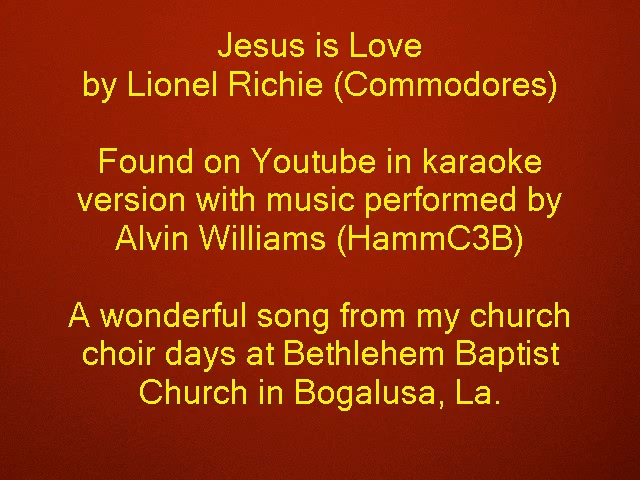 Jesus is Love
by Lionel Richie (Commodores)
Found on Youtube in karaoke
version with music performed by
Alvin Williams (HammC3B)
A wonderful song from my church
choir days at Bethlehem Baptist
Church in Bogalusa, La.